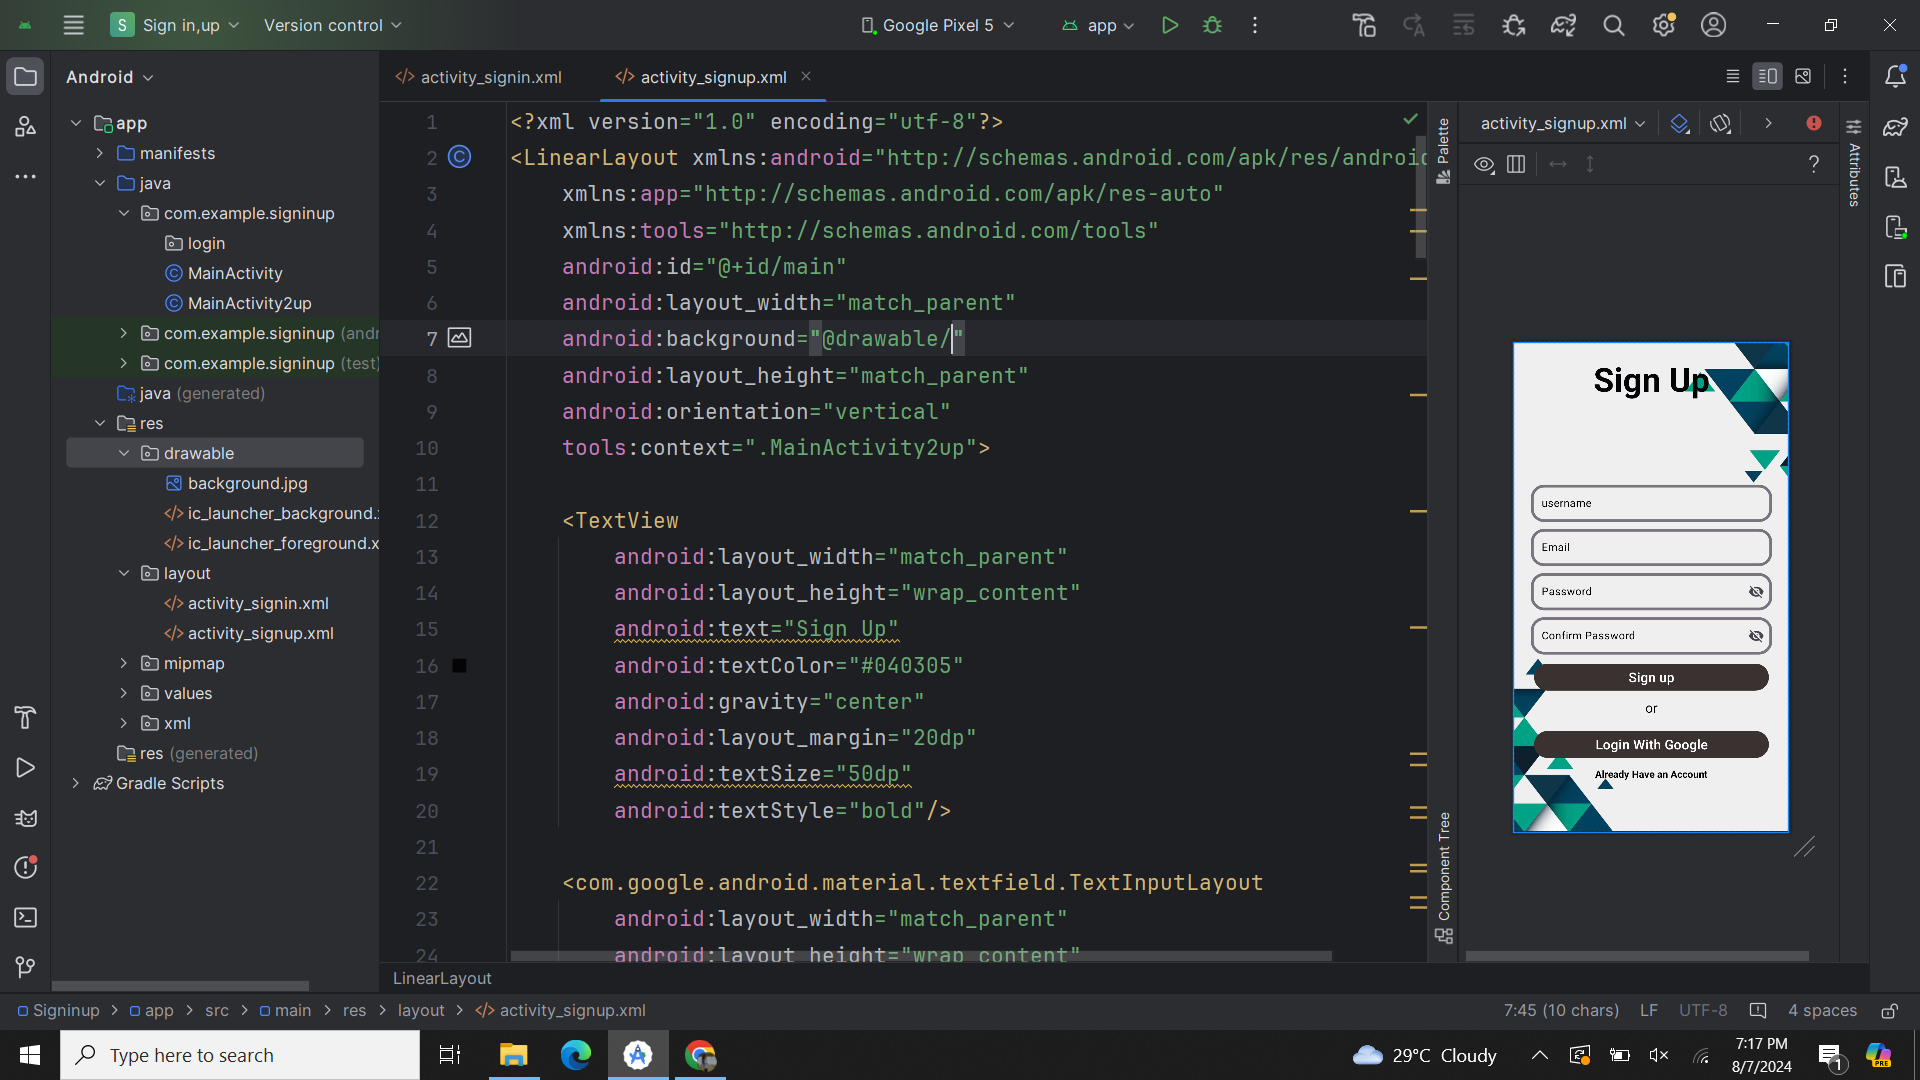 S Sign in,up Version control Google Pixel 5 app
Android
app
manifests
java
com.example.signinup
login
MainActivity
MainActivity2up
com.example.signinup (andr
com.example.signinup (test)
java (generated)
res
drawable
background.jpg
ic_launcher_background.x
ic_launcher_foreground.x
layout
activity_signin.xml
activity_signup.xml
mipmap
values
xml
res (generated)
Gradle Scripts
activity_signin.xml activity_signup.xml
1 <?xml version="1.0" encoding="utf-8"?>
2 <LinearLayout xmlns:android="http://schemas.android.com/apk/res/android
3 xmlns:app="http://schemas.android.com/apk/res-auto"
4 xmlns:tools="http://schemas.android.com/tools"
5 android:id="@+id/main"
6 android:layout_width="match_parent"
7 android:background="@drawable/"
8 android:layout_height="match_parent"
9 android:orientation="vertical"
10 tools:context=".MainActivity2up">
11
12 <TextView
13 android:layout_width="match_parent"
14 android:layout_height="wrap_content"
15 android:text="Sign Up"
16 android:textColor="#040305"
17 android:gravity="center"
18 android:layout_margin="20dp"
19 android:textSize="50dp"
20 android:textStyle="bold"/>
21
22 <com.google.android.material.textfield.TextInputLayout
23 android:layout_width="match_parent"
24 android:layout_height="wrap_content"
LinearLayout
Palette
Component Tree
activity_signup.xml
?
Attributes
Sign Up
username
Email
Password
Confirm Password
Sign up
or
Login With Google
Already Have an Account
Signinup > app > src > main > res > layout > activity_signup.xml
7:45 (10 chars) LF UTF-8 4 spaces
Type here to search
29°C Cloudy
7:17 PM
8/7/2024
1
PRE